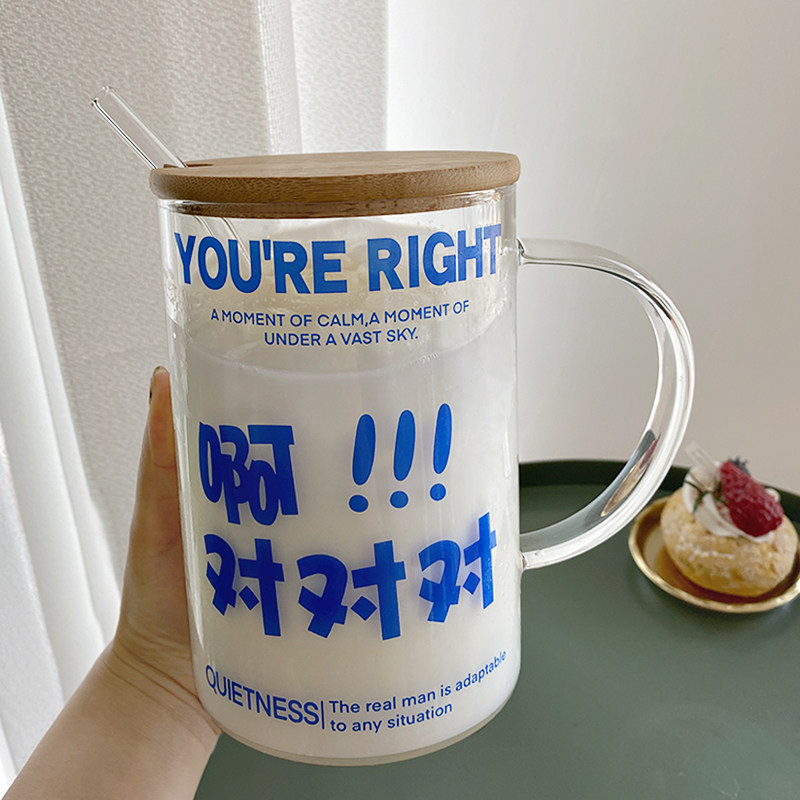 YOU'RE RIGHT
A MOMENT OF CALM,A MOMENT OF
UNDER A VAST SKY.
啊 !!!
对对对
QUIETNESS|
The real man is adaptable
to any situation